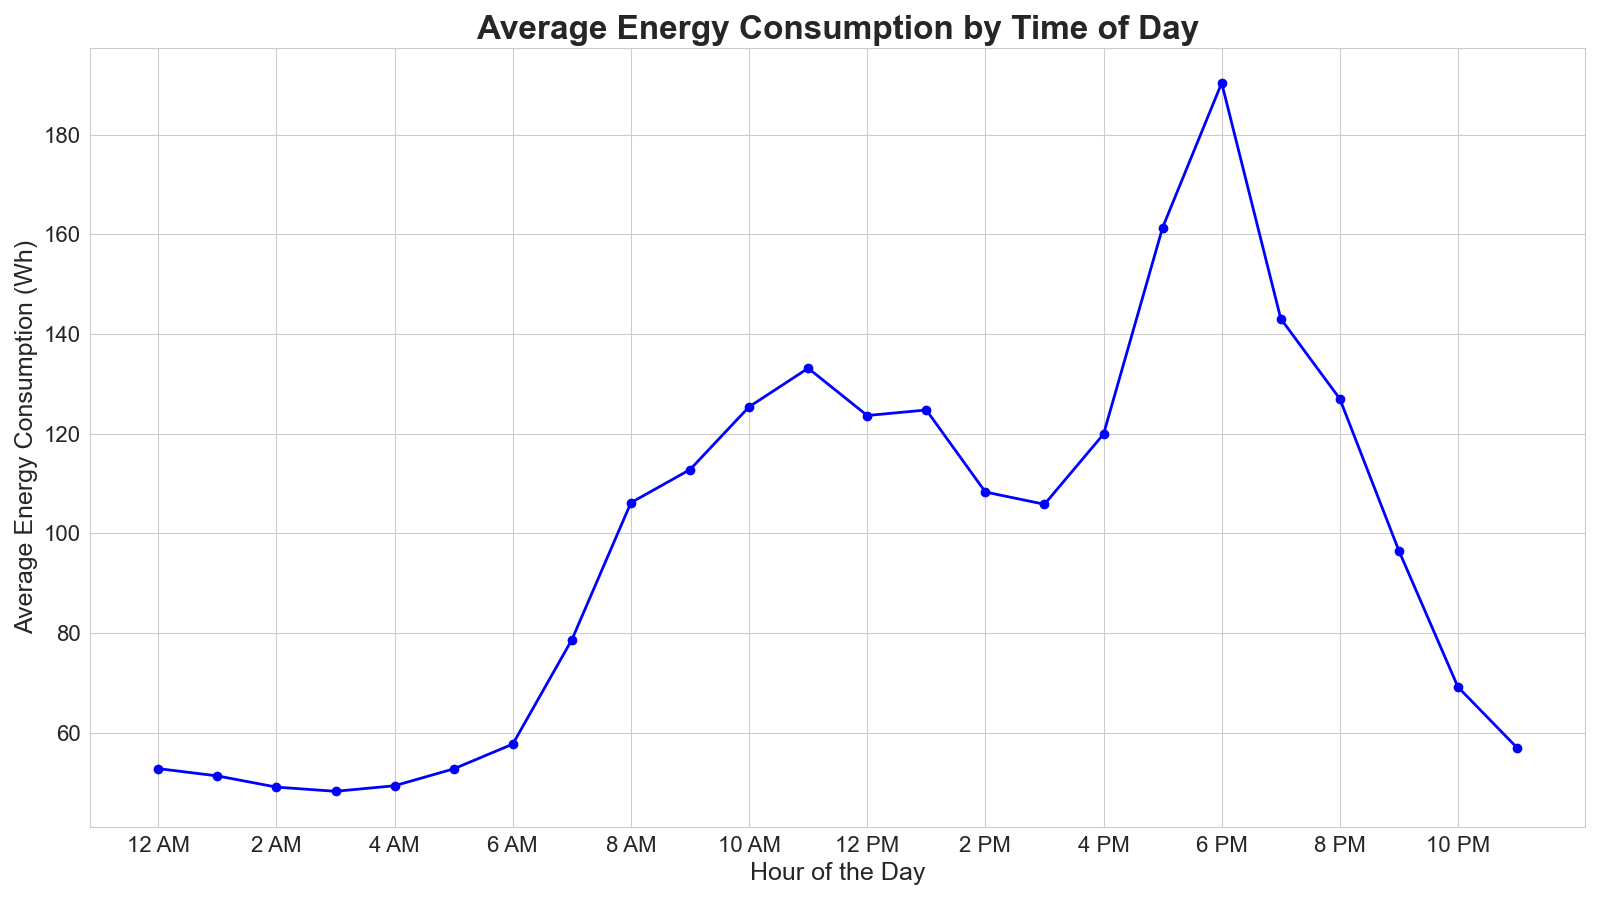 Average Energy Consumption by Time of Day
Average Energy Consumption (Wh)
180
160
140
120
100
80
60
12 AM 2 AM 4 AM 6 AM 8 AM 10 AM 12 PM 2 PM 4 PM 6 PM 8 PM 10 PM
Hour of the Day